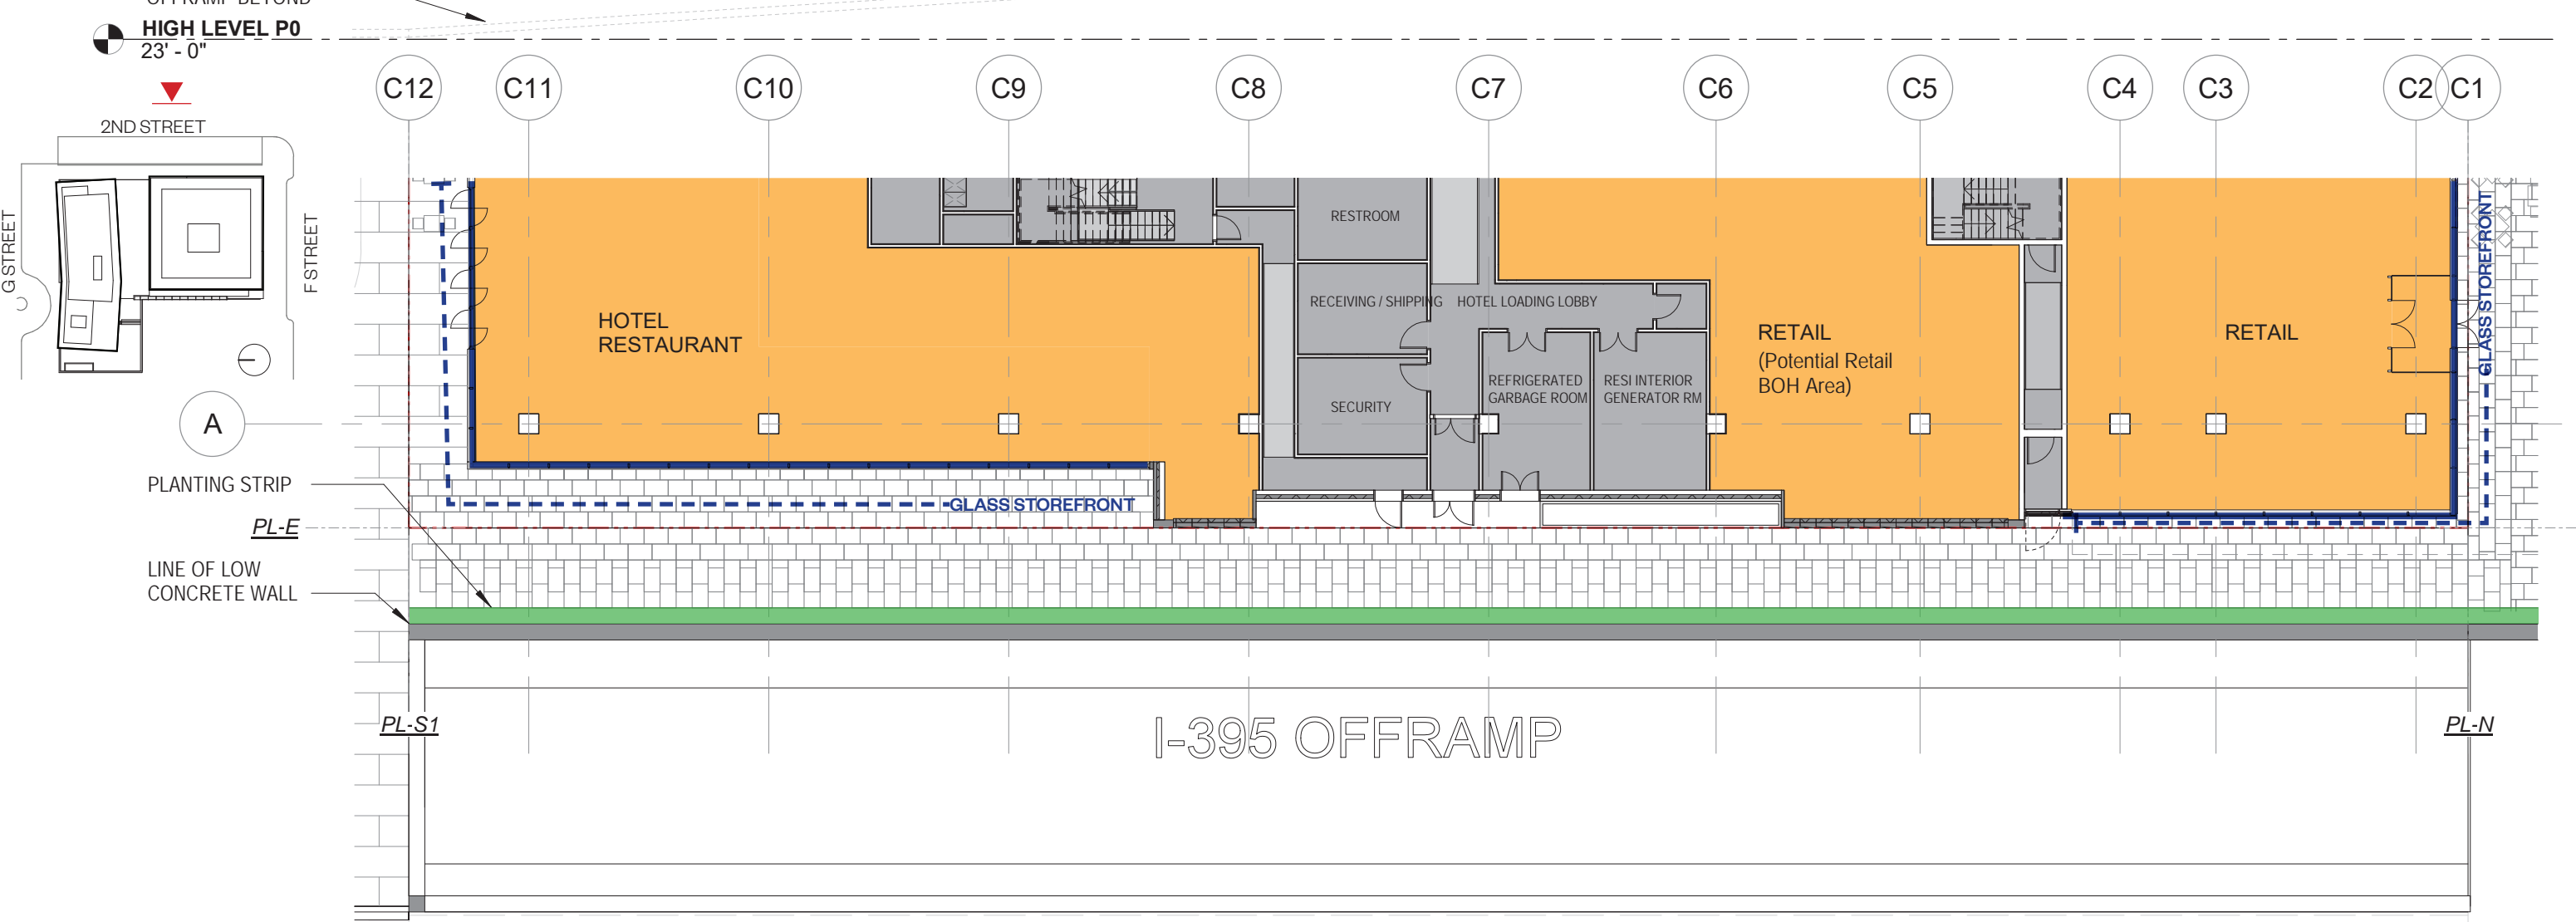 OFFRAMP BEYOND
HIGH LEVEL P0
23' - 0"
C12
C11
C10
C9
C8
C7
C6
C5
C4
C3
C2
C1
2ND STREET
G STREET
F STREET
RESTROOM
RECEIVING / SHIPPING
HOTEL LOADING LOBBY
HOTEL
RESTAURANT
RETAIL
(Potential Retail
BOH Area)
RETAIL
GLASS STOREFRONT
REFRIGERATED
GARBAGE ROOM
RESI INTERIOR
GENERATOR RM
SECURITY
A
PLANTING STRIP
GLASS STOREFRONT
PL-E
LINE OF LOW
CONCRETE WALL
PL-S1
I-395 OFFRAMP
PL-N